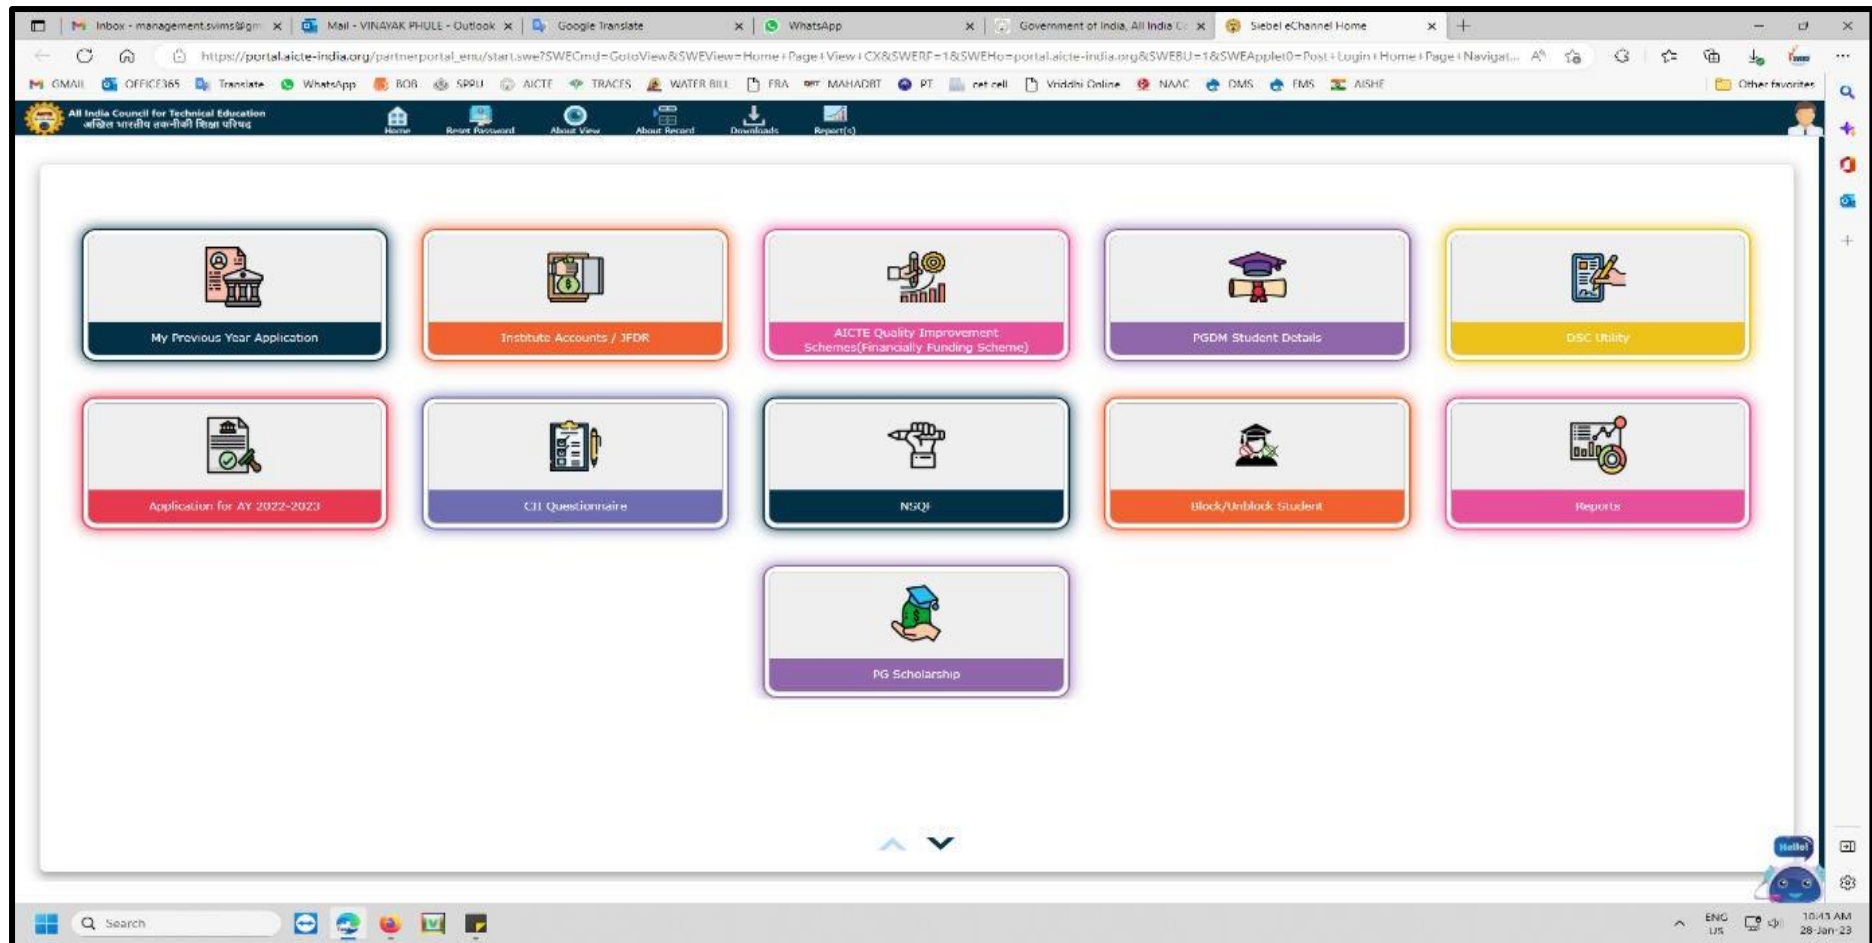 Inbox - management.svims@gm
Mail - VINAYAK PHULE - Outlook
Google Translate
WhatsApp
Government of India, All India Co
Siebel eChannel Home
https://portal.aicte-india.org/partnerportal_enu/start.swe?SWECmd=GotoView&SWEView=Home+Page+View+CX&SWERF=1&SWEHo=portal.aicte-india.org&SWEBU=1&SWEApplet0=Post+Login+Home+Page+Navigat...
GMAIL OFFICE365 Translate WhatsApp BOB SPPU AICTE TRACES WATER BILL FRA MAHADBT PT cet cell Vriddhi Online NAAC DMS EMS AISHE Other favorites
All India Council for Technical Education
अखिल भारतीय तकनीकी शिक्षा परिषद
Home Reset Password About View About Record Downloads Report(s)
My Previous Year Application
Institute Accounts / JFDR
AICTE Quality Improvement
Schemes(Financially Funding Scheme)
PGDM Student Details
DSC Utility
Application for AY 2022-2023
CII Questionnaire
NSQF
Block/Unblock Student
Reports
PG Scholarship
Hello!
Search
ENG
US
10:43 AM
28-Jan-23